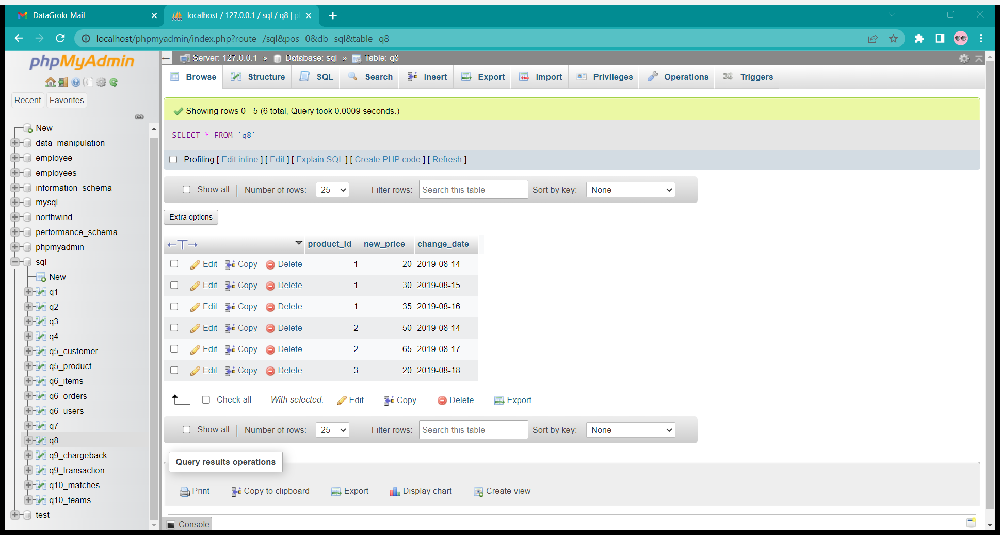 DataGrokr Mail
localhost / 127.0.0.1 / sql / q8 | p
localhost/phpmyadmin/index.php?route=/sql&pos=0&db=sql&table=q8
phpMyAdmin
Recent Favorites
New
data_manipulation
employee
employees
information_schema
mysql
northwind
performance_schema
phpmyadmin
sql
New
q1
q2
q3
q4
q5_customer
q5_product
q6_items
q6_orders
q6_users
q7
q8
q9_chargeback
q9_transaction
q10_matches
q10_teams
test
Server: 127.0.0.1 » Database: sql » Table: q8
Browse Structure SQL Search Insert Export Import Privileges Operations Triggers
Showing rows 0 - 5 (6 total, Query took 0.0009 seconds.)
SELECT * FROM `q8`
Profiling [ Edit inline ] [ Edit ] [ Explain SQL ] [ Create PHP code ] [ Refresh ]
Show all | Number of rows: 25 Filter rows: Search this table Sort by key: None
Extra options
←T→ product_id new_price change_date
Edit Copy Delete 1 20 2019-08-14
Edit Copy Delete 1 30 2019-08-15
Edit Copy Delete 1 35 2019-08-16
Edit Copy Delete 2 50 2019-08-14
Edit Copy Delete 2 65 2019-08-17
Edit Copy Delete 3 20 2019-08-18
Check all With selected: Edit Copy Delete Export
Show all | Number of rows: 25 Filter rows: Search this table Sort by key: None
Query results operations
Print Copy to clipboard Export Display chart Create view
Console